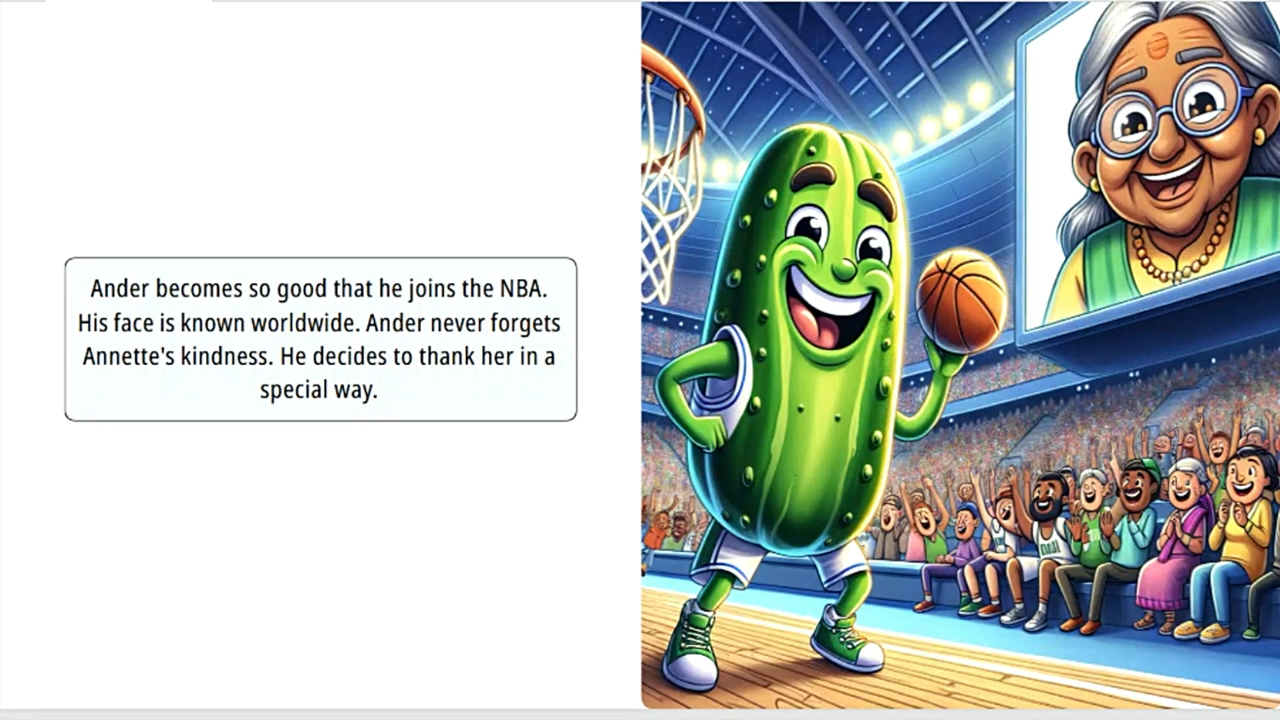 Ander becomes so good that he joins the NBA.
His face is known worldwide. Ander never forgets
Annette's kindness. He decides to thank her in a
special way.